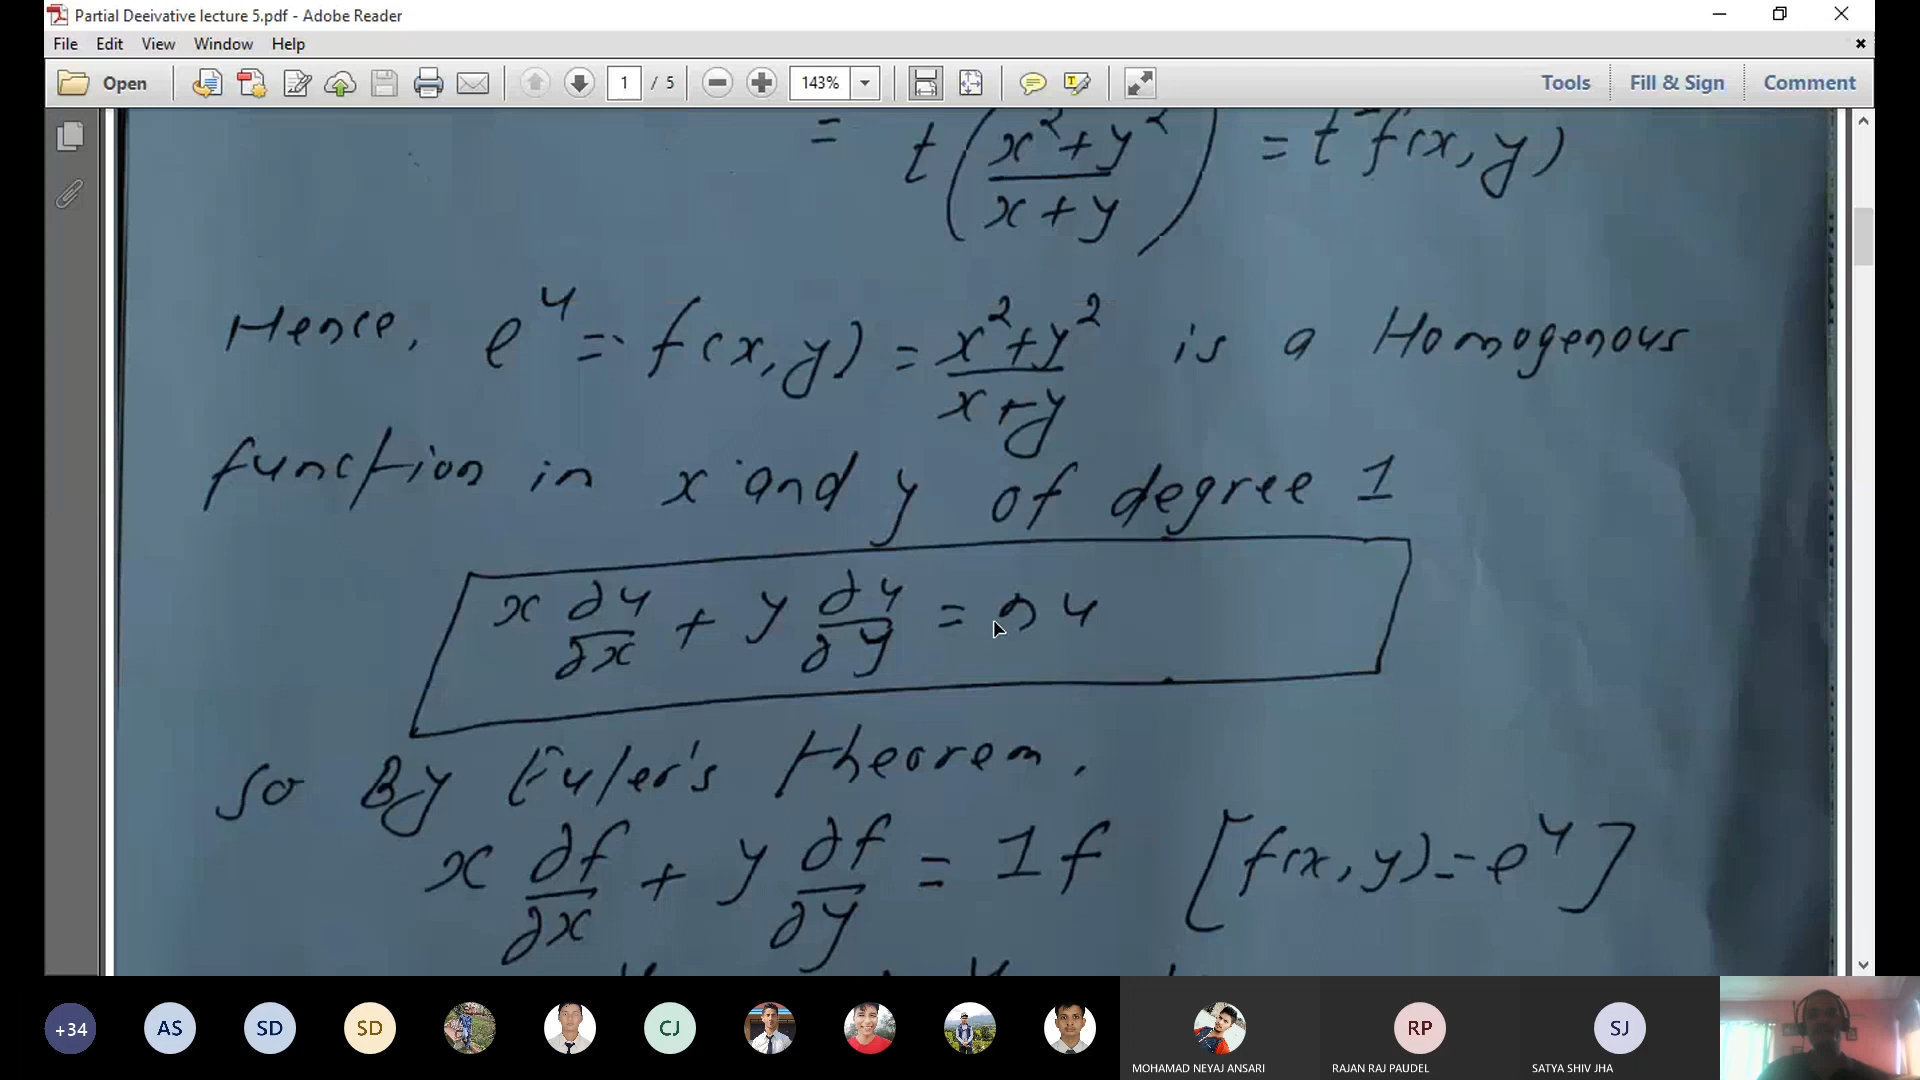 Partial Deeivative lecture 5.pdf - Adobe Reader
File Edit View Window Help
Open 1 / 5 143% Tools Fill & Sign Comment
= t(x²+y²/x+y) = t f(x, y)
Hence, e^u = f(x, y) = x²+y²/x+y is a Homogenous
function in x and y of degree 1
x ∂u/∂x + y ∂u/∂y = n u
So By Euler's theorem,
x ∂f/∂x + y ∂f/∂y = 1 f [f(x, y) = e^u]
+34 AS SD SD CJ RP SJ
MOHAMAD NEYAJ ANSARI RAJAN RAJ PAUDEL SATYA SHIV JHA